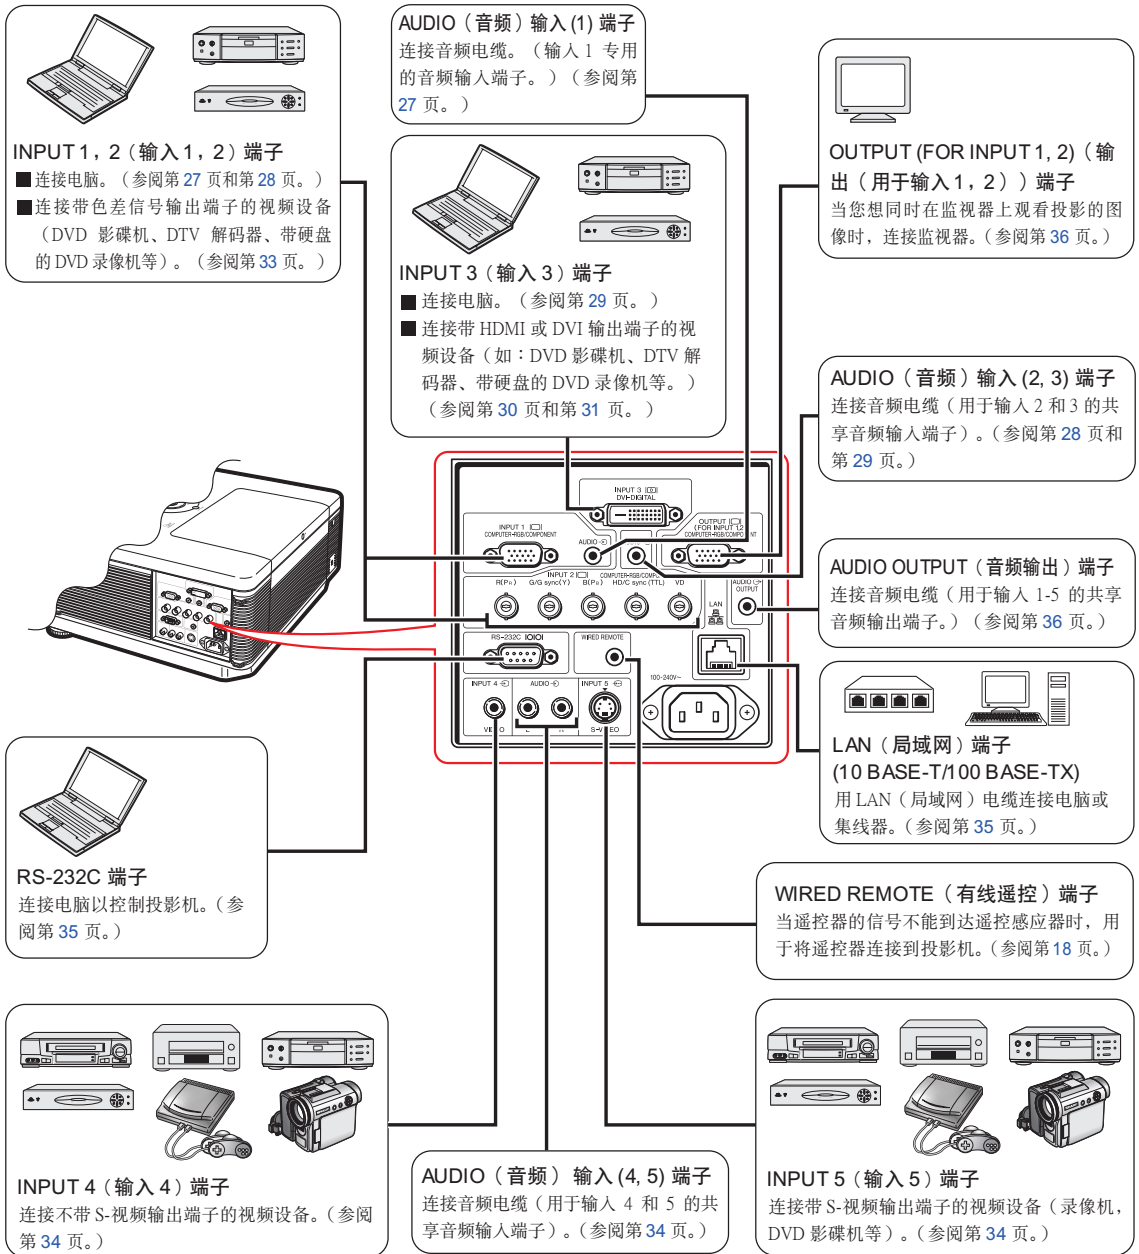 INPUT 1，2（输入1，2）端子
■连接电脑。（参阅第 27 页和第 28 页。）
■连接带色差信号输出端子的视频设备
（DVD 影碟机、DTV 解码器、带硬盘
的 DVD 录像机等）。（参阅第 33 页。）
AUDIO（音频）输入 (1) 端子
连接音频电缆。（输入 1 专用
的音频输入端子。）（参阅第
27 页。）
INPUT 3（输入 3）端子
■ 连接电脑。（参阅第 29 页。）
■ 连接带 HDMI 或 DVI 输出端子的视
频设备（如：DVD 影碟机、DTV 解
码器、带硬盘的 DVD 录像机等。）
（参阅第 30 页和第 31 页。）
OUTPUT (FOR INPUT 1, 2)（输
出（用于输入1，2））端子
当您想同时在监视器上观看投影的图
像时，连接监视器。（参阅第 36 页。）
AUDIO（音频）输入 (2, 3) 端子
连接音频电缆（用于输入 2 和 3 的共
享音频输入端子）。（参阅第 28 页和
第 29 页。）
AUDIO OUTPUT（音频输出）端子
连接音频电缆（用于输入 1-5 的共享
音频输出端子。）（参阅第 36 页。）
INPUT 3
DVI-DIGITAL
INPUT 1
COMPUTER-RGB/COMPONENT
AUDIO
OUTPUT
(FOR INPUT 1,2)
COMPUTER-RGB/COMPONENT
INPUT 2
COMPUTER-RGB/COMPO
R(PR) G/G sync(Y) B(PB) HD/C sync(TTL) VD
LAN
AUDIO
OUTPUT
RS-232C IOIOI
WIRED REMOTE
100-240V~
INPUT 4
AUDIO
INPUT 5
VIDEO
L
R
S-VIDEO
LAN（局域网）端子
(10 BASE-T/100 BASE-TX)
用 LAN（局域网）电缆连接电脑或
集线器。（参阅第 35 页。）
RS-232C 端子
连接电脑以控制投影机。（参
阅第 35 页。）
WIRED REMOTE（有线遥控）端子
当遥控器的信号不能到达遥控感应器时，用
于将遥控器连接到投影机。（参阅第18 页。）
INPUT 4（输入 4）端子
连接不带 S-视频输出端子的视频设备。（参阅
第 34 页。）
AUDIO（音频） 输入 (4, 5) 端子
连接音频电缆（用于输入 4 和 5 的共
享音频输入端子）。（参阅第 34 页。）
INPUT 5（输入 5）端子
连接带 S-视频输出端子的视频设备（录像机，
DVD 影碟机等）。（参阅第 34 页。）